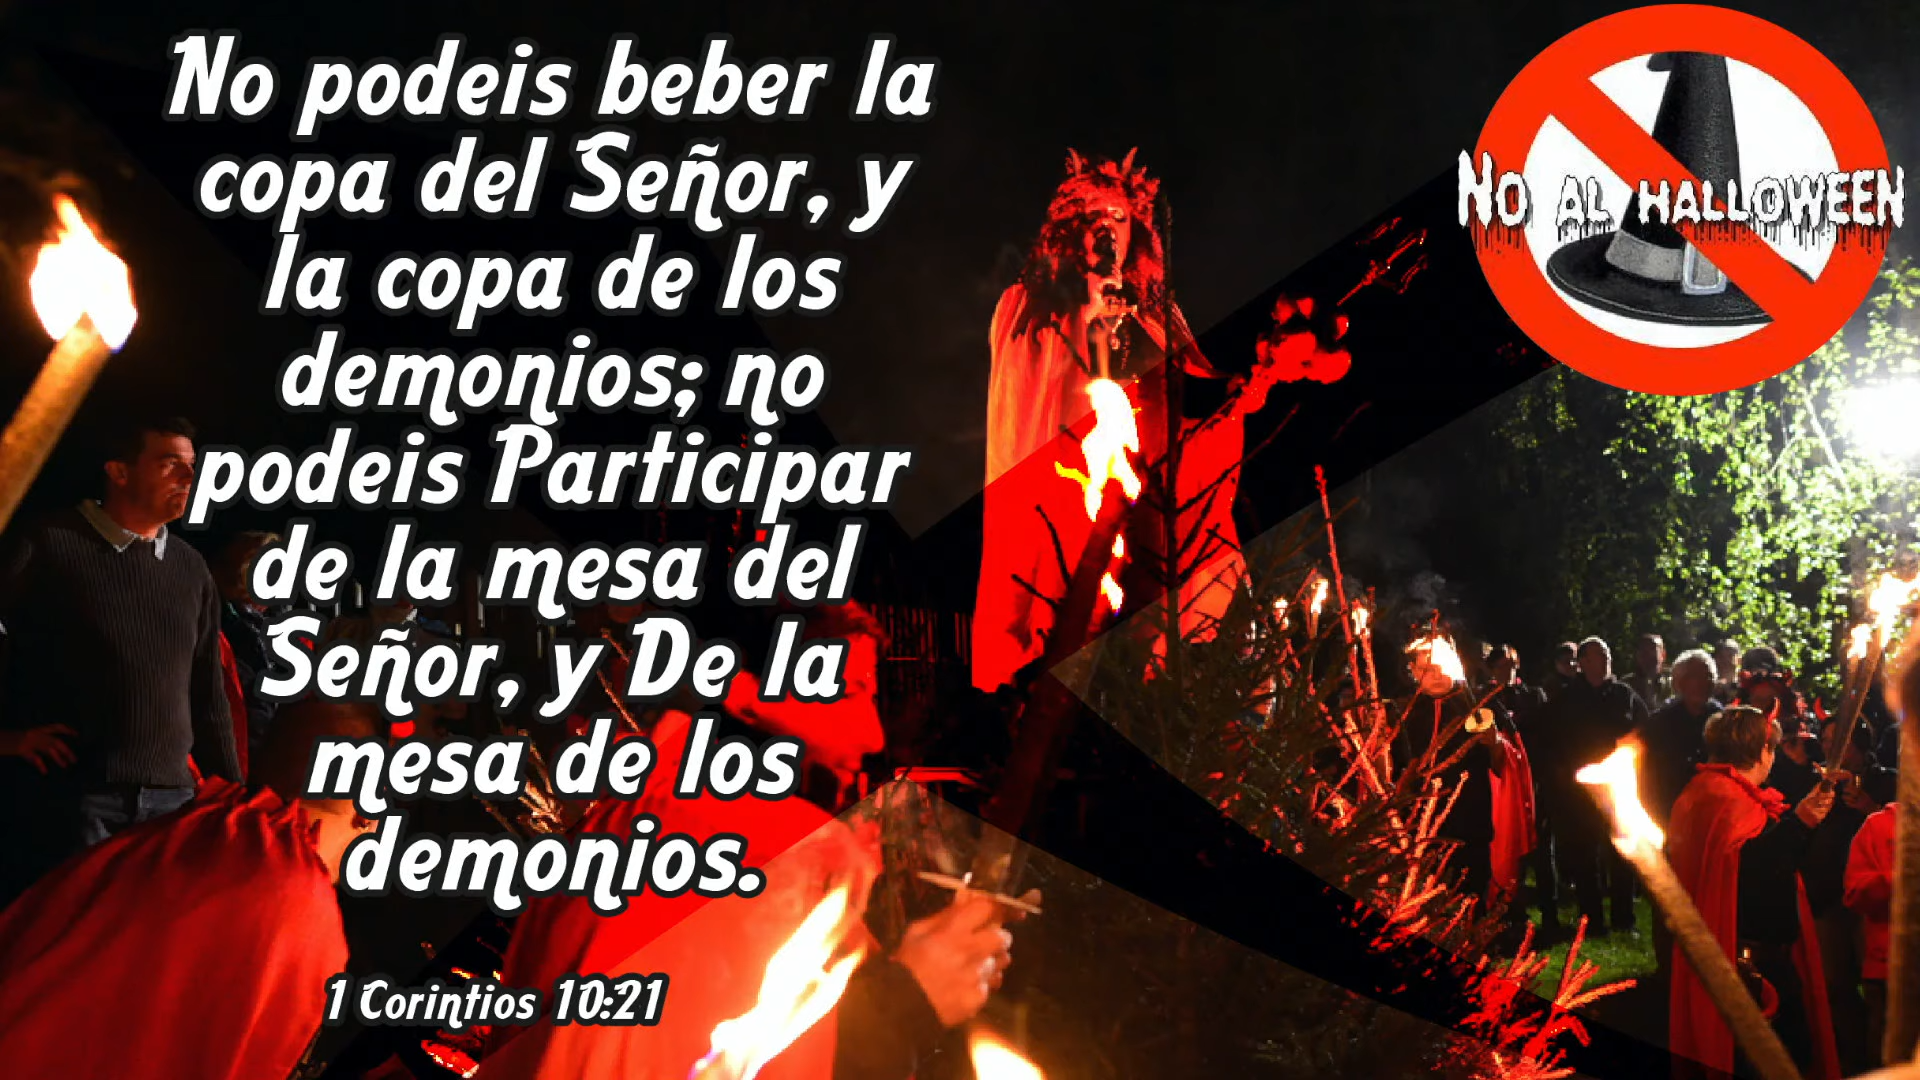 No podeis beber la
copa del Señor, y
la copa de los
demonios; no
podeis Participar
de la mesa del
Señor, y De la
mesa de los
demonios.
1 Corintios 10:21
No al halloween